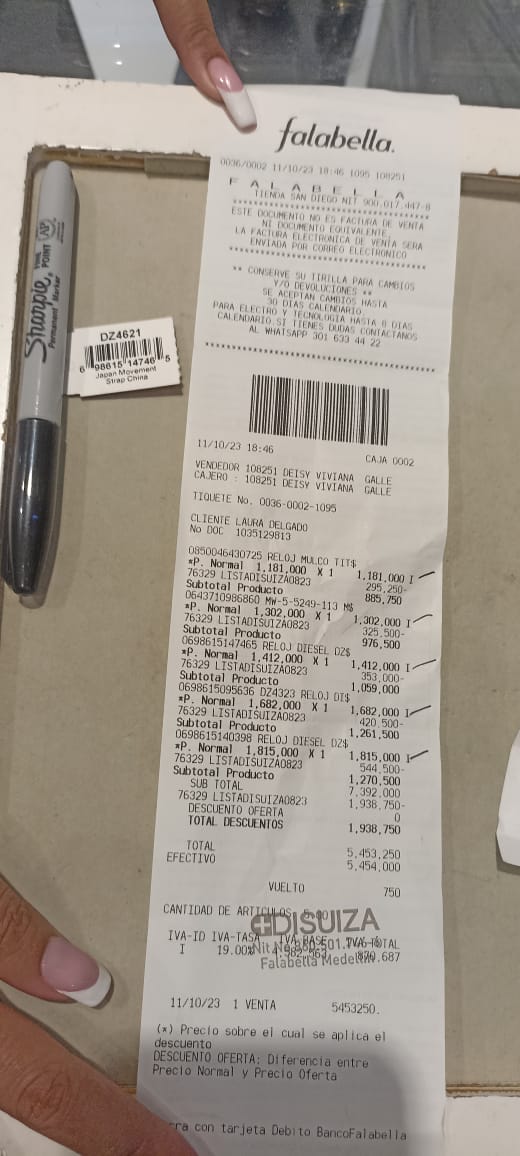 falabella.
0036/0002 11/10/23 18:46 1095 108251
F A L A B E L L A
TIENDA SAN DIEGO NIT 900.017.447-8
************************************
ESTE DOCUMENTO NO ES FACTURA DE VENTA
NI DOCUMENTO EQUIVALENTE,
LA FACTURA ELECTRONICA DE VENTA SERA
ENVIADA POR CORREO ELECTRONICO
************************************
** CONSERVE SU TIRILLA PARA CAMBIOS
Y/O DEVOLUCIONES **
SE ACEPTAN CAMBIOS HASTA
30 DIAS CALENDARIO.
PARA ELECTRO Y TECNOLOGIA HASTA 8 DIAS
CALENDARIO.SI TIENES DUDAS CONTACTANOS
AL WHATSAPP 301 633 44 22
11/10/23 18:46 CAJA 0002
VENDEDOR 108251 DEISY VIVIANA GALLE
CAJERO : 108251 DEISY VIVIANA GALLE
TIQUETE No. 0036-0002-1095
CLIENTE LAURA DELGADO
No DOC 1035129813
0850046430725 RELOJ MULCO TIT$
*P. Normal 1,181,000 X 1 1,181,000 I
76329 LISTADISUIZA0823 295,250-
Subtotal Producto 885,750
0643710986860 MW-5-5249-113 M$
*P. Normal 1,302,000 X 1 1,302,000 I
76329 LISTADISUIZA0823 325,500-
Subtotal Producto 976,500
0698615147465 RELOJ DIESEL DZ$
*P. Normal 1,412,000 X 1 1,412,000 I
76329 LISTADISUIZA0823 353,000-
Subtotal Producto 1,059,000
0698615095636 DZ4323 RELOJ DI$
*P. Normal 1,682,000 X 1 1,682,000 I
76329 LISTADISUIZA0823 420,500-
Subtotal Producto 1,261,500
0698615140398 RELOJ DIESEL DZ$
*P. Normal 1,815,000 X 1 1,815,000 I
76329 LISTADISUIZA0823 544,500-
Subtotal Producto 1,270,500
SUB TOTAL 7,392,000
76329 LISTADISUIZA0823 1,938,750-
DESCUENTO OFERTA 0
TOTAL DESCUENTOS 1,938,750
TOTAL 5,453,250
EFECTIVO 5,454,000
VUELTO 750
CANTIDAD DE ARTICULOS
DISUIZA
IVA-ID IVA-TASA IVA BASE IVA TOTAL
I 19.00% 870,687
Falabella Medellin
11/10/23 1 VENTA 5453250.
(*) Precio sobre el cual se aplica el
descuento
DESCUENTO OFERTA: Diferencia entre
Precio Normal y Precio Oferta
con tarjeta Debito BancoFalabella
Sharpie
FINE POINT AP
Permanent Marker
DZ4621
6 98615 14746 5
Japan Movement
Strap China